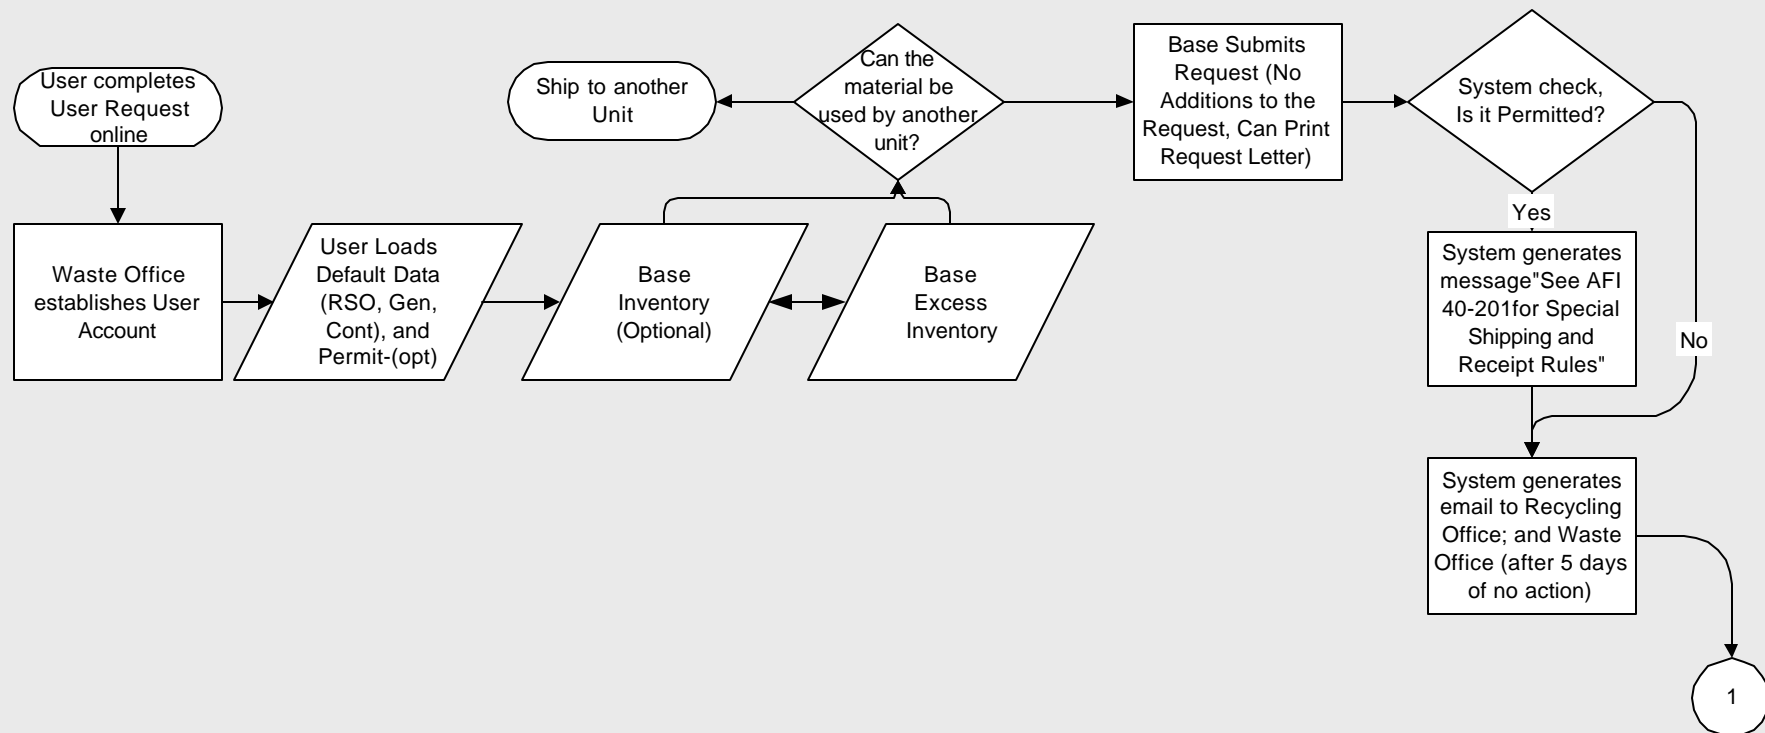 User completes
User Request
online
Waste Office
establishes User
Account
User Loads
Default Data
(RSO, Gen,
Cont), and
Permit-(opt)
Base
Inventory
(Optional)
Base
Excess
Inventory
Ship to another
Unit
Can the
material be
used by another
unit?
Base Submits
Request (No
Additions to the
Request, Can Print
Request Letter)
System check,
Is it Permitted?
Yes
System generates
message"See AFI
40-201for Special
Shipping and
Receipt Rules"
No
System generates
email to Recycling
Office; and Waste
Office (after 5 days
of no action)
1